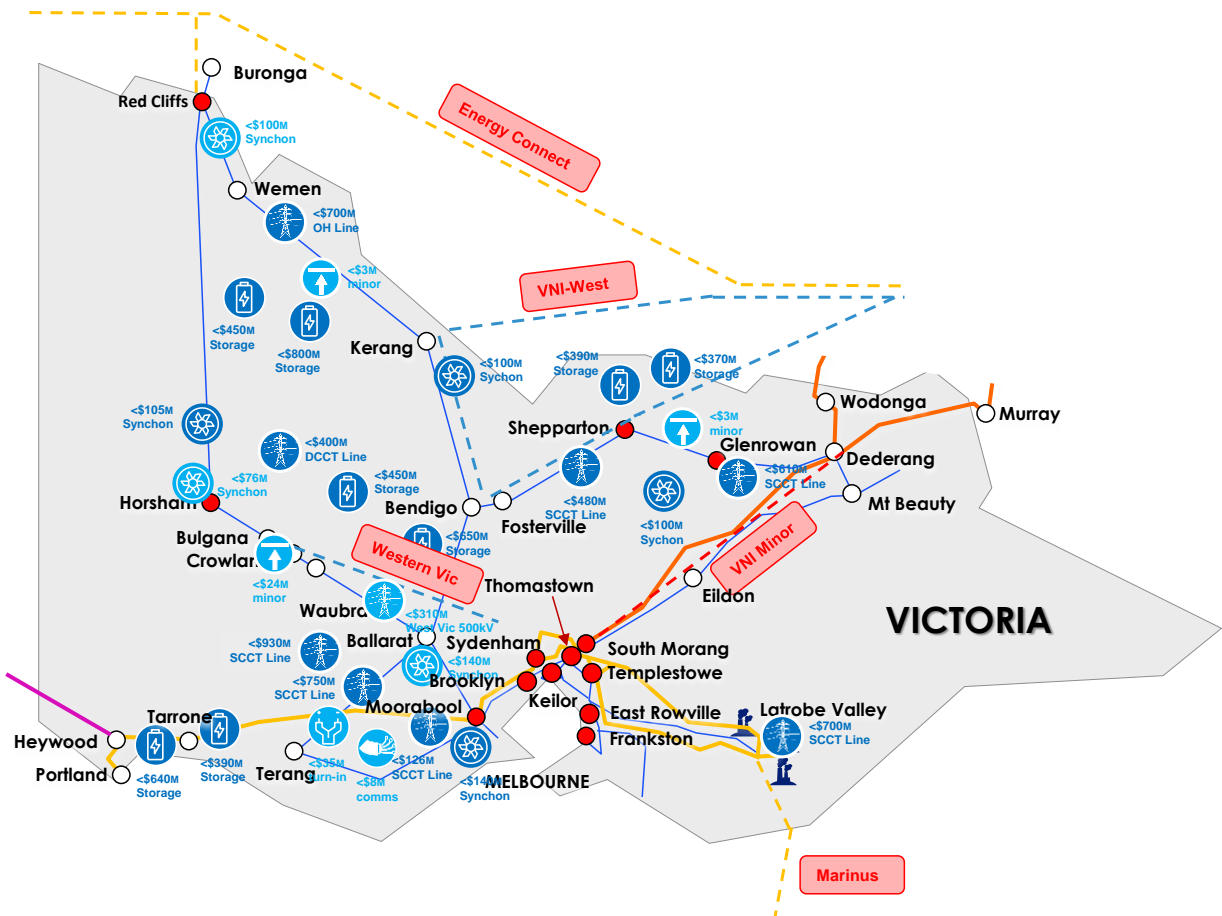 Buronga
Red Cliffs
<$100M
Synchon
Energy Connect
Wemen
<$700M
OH Line
<$3M
minor
VNI-West
<$450M
Storage
<$800M
Storage
Kerang
<$100M
Sychon
<$390M
Storage
<$370M
Storage
Wodonga
Murray
<$105M
Synchon
Shepparton
<$3M
minor
Glenrowan
<$400M
DCCT Line
Dederang
<$76M
Synchon
<$450M
Storage
<$610M
SCCT Line
Horsham
Bendigo
<$480M
SCCT Line
Mt Beauty
Fosterville
<$100M
Sychon
Bulgana
<$650M
Storage
Western Vic
VNI Minor
<$24M
minor
Thomastown
Eildon
Waubra
<$310M
West Vic 500kV
VICTORIA
Ballarat
Sydenham
<$930M
SCCT Line
South Morang
<$140M
Synchon
Templestowe
<$750M
SCCT Line
Brooklyn
Keilor
Moorabool
East Rowville
Latrobe Valley
Tarrone
<$700M
SCCT Line
Heywood
Frankston
<$390M
Storage
<$35M
turn-in
<$126M
SCCT Line
Portland
<$640M
Storage
Terang
<$8M
comms
Synchon
MELBOURNE
Marinus